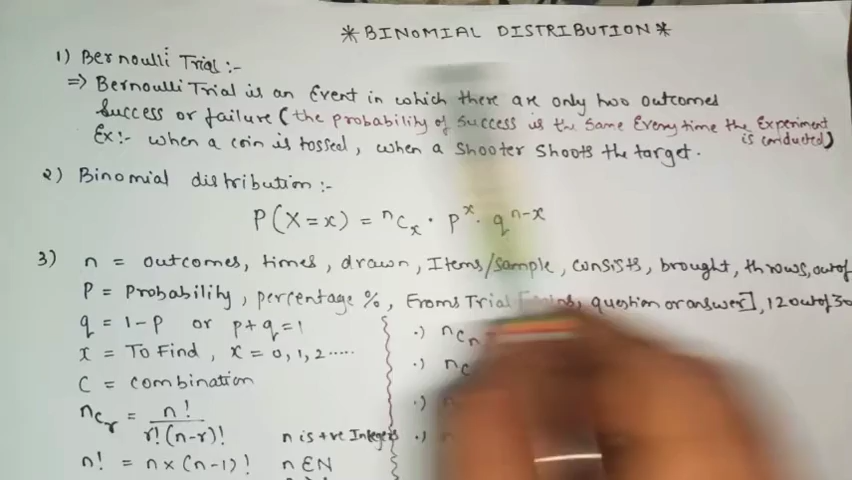 *BINOMIAL DISTRIBUTION*
1) Bernoulli Trial:-
⇒ Bernoulli Trial is an Event in which there are only two outcomes
Success or failure (the probability of success is the same Every time the Experiment
is conducted)
Ex:- when a coin is tossed, when a Shooter Shoots the target.
2) Binomial distribution:-
P(X=x) = ⁿCₓ · pˣ · qⁿ⁻ˣ
3) n = outcomes, times, drawn, Items/sample, consists, brought, throws, out of
P = Probability, percentage %, From Trial [ question or answer], 12 out of 30
q = 1-p or p+q=1
x = To Find, x = 0, 1, 2 .....
C = combination
ⁿCᵣ = n! / r!(n-r)! n is +ve Integers
n! = n×(n-1)! n∈N
·) ⁿCₙ
·) ⁿC
·)
·)